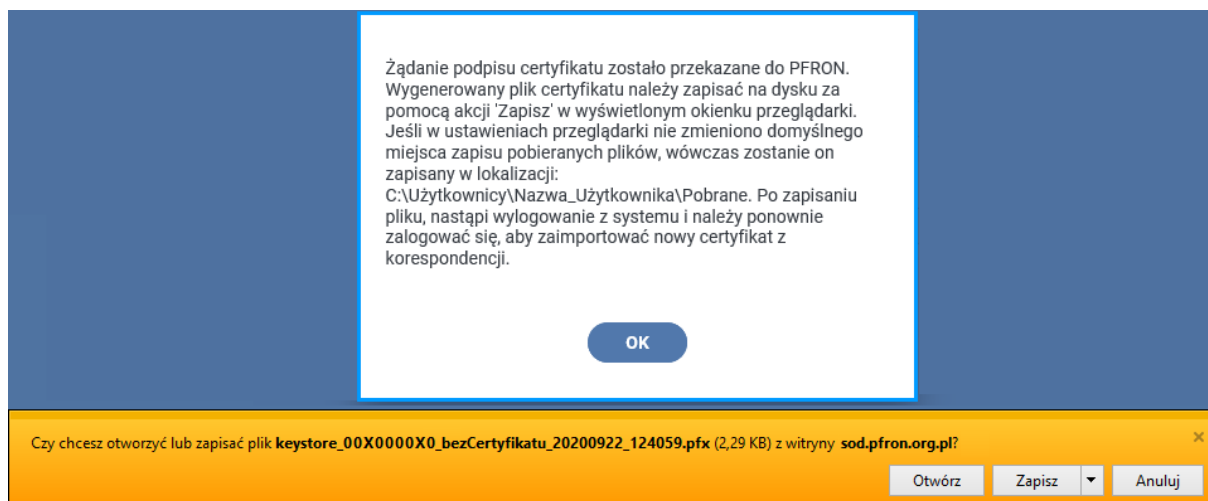 Żądanie podpisu certyfikatu zostało przekazane do PFRON.
Wygenerowany plik certyfikatu należy zapisać na dysku za
pomocą akcji 'Zapisz' w wyświetlonym okienku przeglądarki.
Jeśli w ustawieniach przeglądarki nie zmieniono domyślnego
miejsca zapisu pobieranych plików, wówczas zostanie on
zapisany w lokalizacji:
C:\Użytkownicy\Nazwa_Użytkownika\Pobrane. Po zapisaniu
pliku, nastąpi wylogowanie z systemu i należy ponownie
zalogować się, aby zaimportować nowy certyfikat z
korespondencji.
OK
Czy chcesz otworzyć lub zapisać plik keystore_00X0000X0_bezCertyfikatu_20200922_124059.pfx (2,29 KB) z witryny sod.pfron.org.pl?
Otwórz Zapisz Anuluj